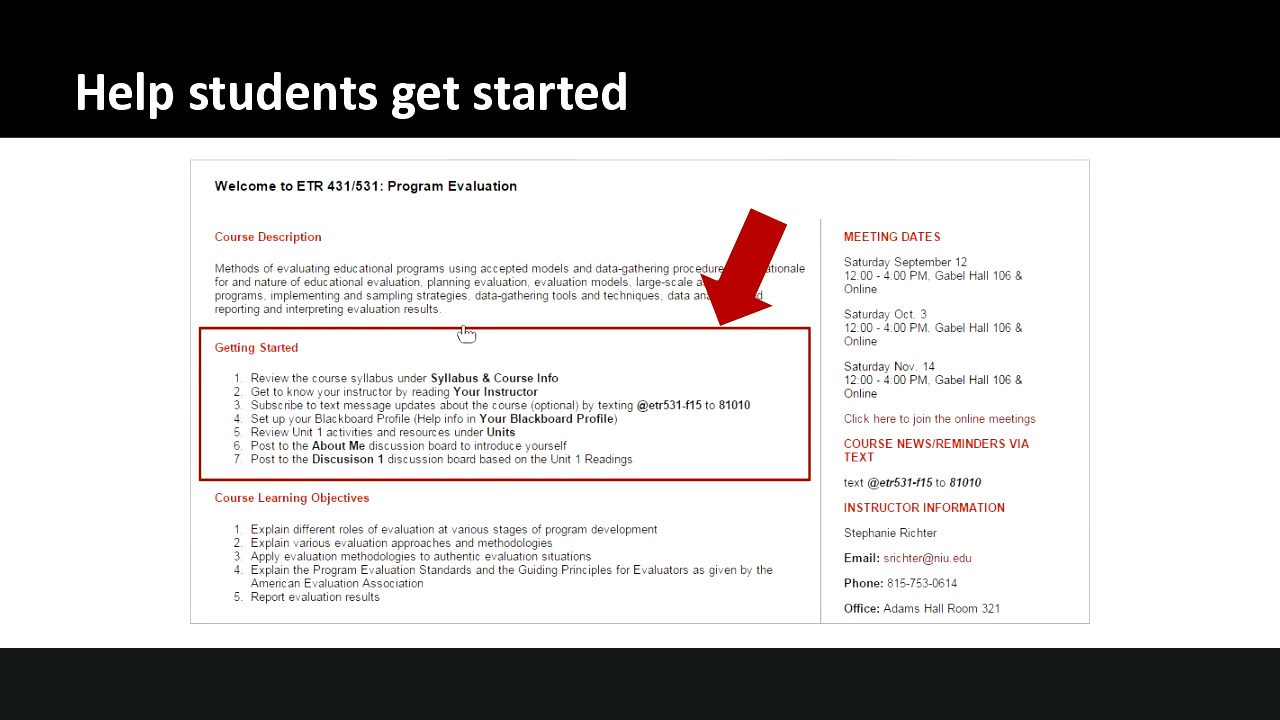 Help students get started
Welcome to ETR 431/531: Program Evaluation
Course Description
Methods of evaluating educational programs using accepted models and data-gathering
for and nature of educational evaluation, planning evaluation, evaluation models, large-scale
programs, implementing and sampling strategies. data-gathering tools and techniques, data
reporting and interpreting evaluation results.
Getting Started
1. Review the course syllabus under Syllabus & Course Info
2. Get to know your instructor by reading Your Instructor
3. Subscribe to text message updates about the course (optional) by texting @etr531-f15 to 81010
4. Set up your Blackboard Profile (Help info in Your Blackboard Profile)
5. Review Unit 1 activities and resources under Units
6. Post to the About Me discussion board to introduce yourself
7. Post to the Discusison 1 discussion board based on the Unit 1 Readings
Course Learning Objectives
1. Explain different roles of evaluation at various stages of program development
2. Explain various evaluation approaches and methodologies
3. Apply evaluation methodologies to authentic evaluation situations
4. Explain the Program Evaluation Standards and the Guiding Principles for Evaluators as given by the
American Evaluation Association
5. Report evaluation results
MEETING DATES
Saturday September 12
12.00 - 4:00 PM, Gabel Hall 106 &
Online
Saturday Oct. 3
12:00 - 4:00 PM, Gabel Hall 106 &
Online
Saturday Nov. 14
12:00 - 4:00 PM, Gabel Hall 106 &
Online
Click here to join the online meetings
COURSE NEWS/REMINDERS VIA
TEXT
text @etr531-f15 to 81010
INSTRUCTOR INFORMATION
Stephanie Richter
Email: srichter@niu.edu
Phone: 815-753-0614
Office: Adams Hall Room 321